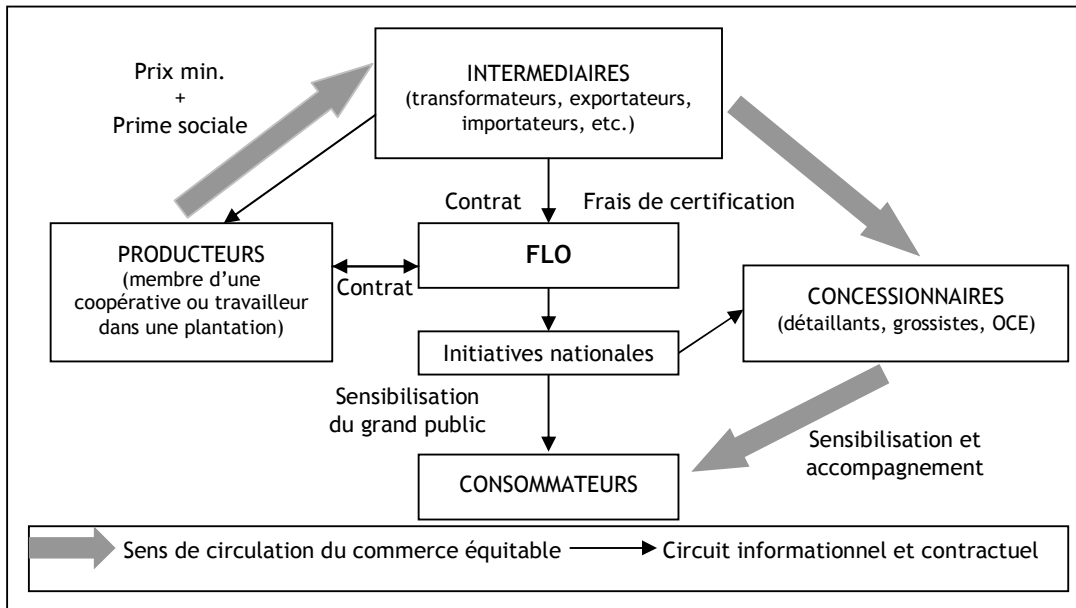 Prix min.
+
Prime sociale
INTERMEDIAIRES
(transformateurs, exportateurs,
importateurs, etc.)
Contrat
Frais de certification
PRODUCTEURS
(membre d’une
coopérative ou travailleur
dans une plantation)
Contrat
FLO
CONCESSIONNAIRES
(détaillants, grossistes, OCE)
Initiatives nationales
Sensibilisation
du grand public
Sensibilisation et
accompagnement
CONSOMMATEURS
Sens de circulation du commerce équitable
Circuit informationnel et contractuel